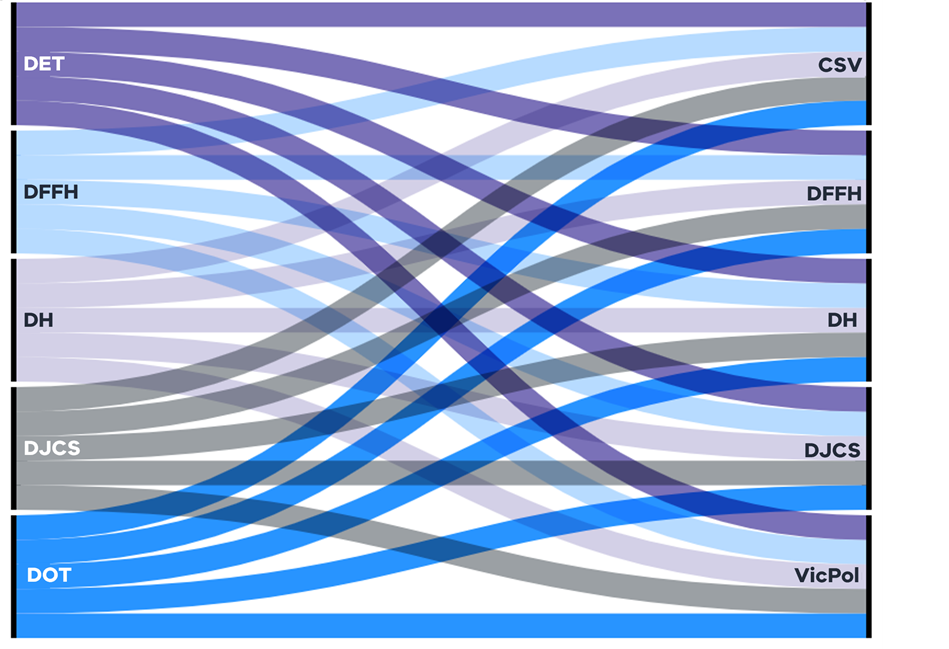 DET
CSV
DFFH
DFFH
DH
DH
DJCS
DJCS
DOT
VicPol